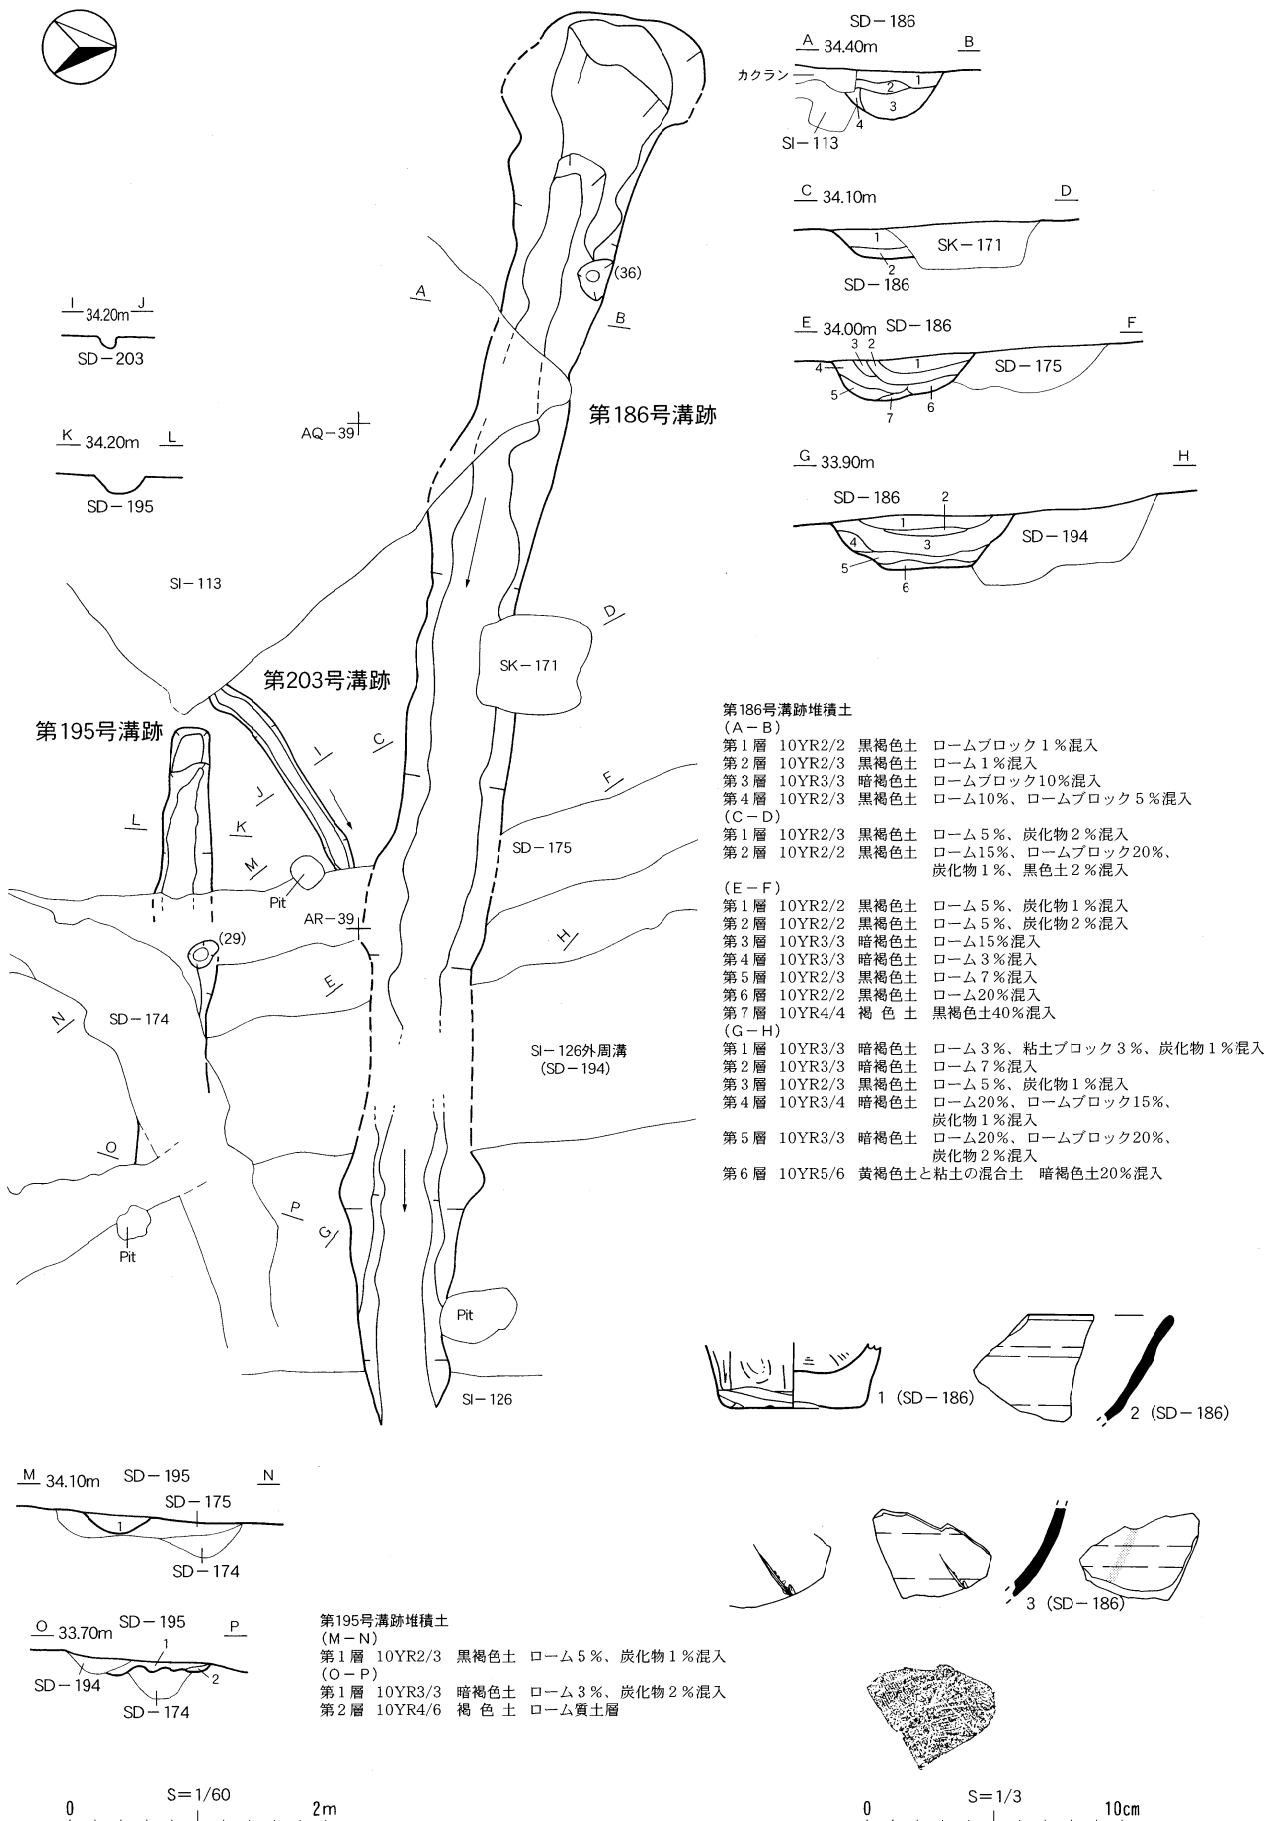 SD-186
A 34.40m B
カクラン
1
2
3
4
SI-113
C 34.10m D
1
SK-171
2
SD-186
E 34.00m SD-186 F
3 2
1
SD-175
4
5
6
7
G 33.90m H
SD-186 2
1
SD-194
4 3
5
6
I 34.20m J
SD-203
K 34.20m L
SD-195
(36)
A
B
第186号溝跡
AQ-39
SI-113
D
SK-171
第203号溝跡
第195号溝跡
I
C
J
F
L
K
M
SD-175
Pit
AR-39
(29)
H
E
N
SD-174
SI-126外周溝
(SD-194)
O
P
G
Pit
Pit
SI-126
第186号溝跡堆積土
(A-B)
第1層 10YR2/2 黒褐色土 ロームブロック1%混入
第2層 10YR2/3 黒褐色土 ローム1%混入
第3層 10YR3/3 暗褐色土 ロームブロック10%混入
第4層 10YR2/3 黒褐色土 ローム10%、ロームブロック5%混入
(C-D)
第1層 10YR2/3 黒褐色土 ローム5%、炭化物2%混入
第2層 10YR2/2 黒褐色土 ローム15%、ロームブロック20%、
炭化物1%、黒色土2%混入
(E-F)
第1層 10YR2/2 黒褐色土 ローム5%、炭化物1%混入
第2層 10YR2/2 黒褐色土 ローム5%、炭化物2%混入
第3層 10YR3/3 暗褐色土 ローム15%混入
第4層 10YR3/3 暗褐色土 ローム3%混入
第5層 10YR2/3 黒褐色土 ローム7%混入
第6層 10YR2/2 黒褐色土 ローム20%混入
第7層 10YR4/4 褐色土 黒褐色土40%混入
(G-H)
第1層 10YR3/3 暗褐色土 ローム3%、粘土ブロック3%、炭化物1%混入
第2層 10YR3/3 暗褐色土 ローム7%混入
第3層 10YR2/3 黒褐色土 ローム5%、炭化物1%混入
第4層 10YR3/4 暗褐色土 ローム20%、ロームブロック15%、
炭化物1%混入
第5層 10YR3/3 暗褐色土 ローム20%、ロームブロック20%、
炭化物2%混入
第6層 10YR5/6 黄褐色土と粘土の混合土 暗褐色土20%混入
1 (SD-186)
2 (SD-186)
3 (SD-186)
M 34.10m SD-195 N
SD-175
1
SD-174
O 33.70m SD-195 P
1
SD-194
2
SD-174
第195号溝跡堆積土
(M-N)
第1層 10YR2/3 黒褐色土 ローム5%、炭化物1%混入
(O-P)
第1層 10YR3/3 暗褐色土 ローム3%、炭化物2%混入
第2層 10YR4/6 褐色土 ローム質土層
S=1/60
0 2m
S=1/3
0 10cm